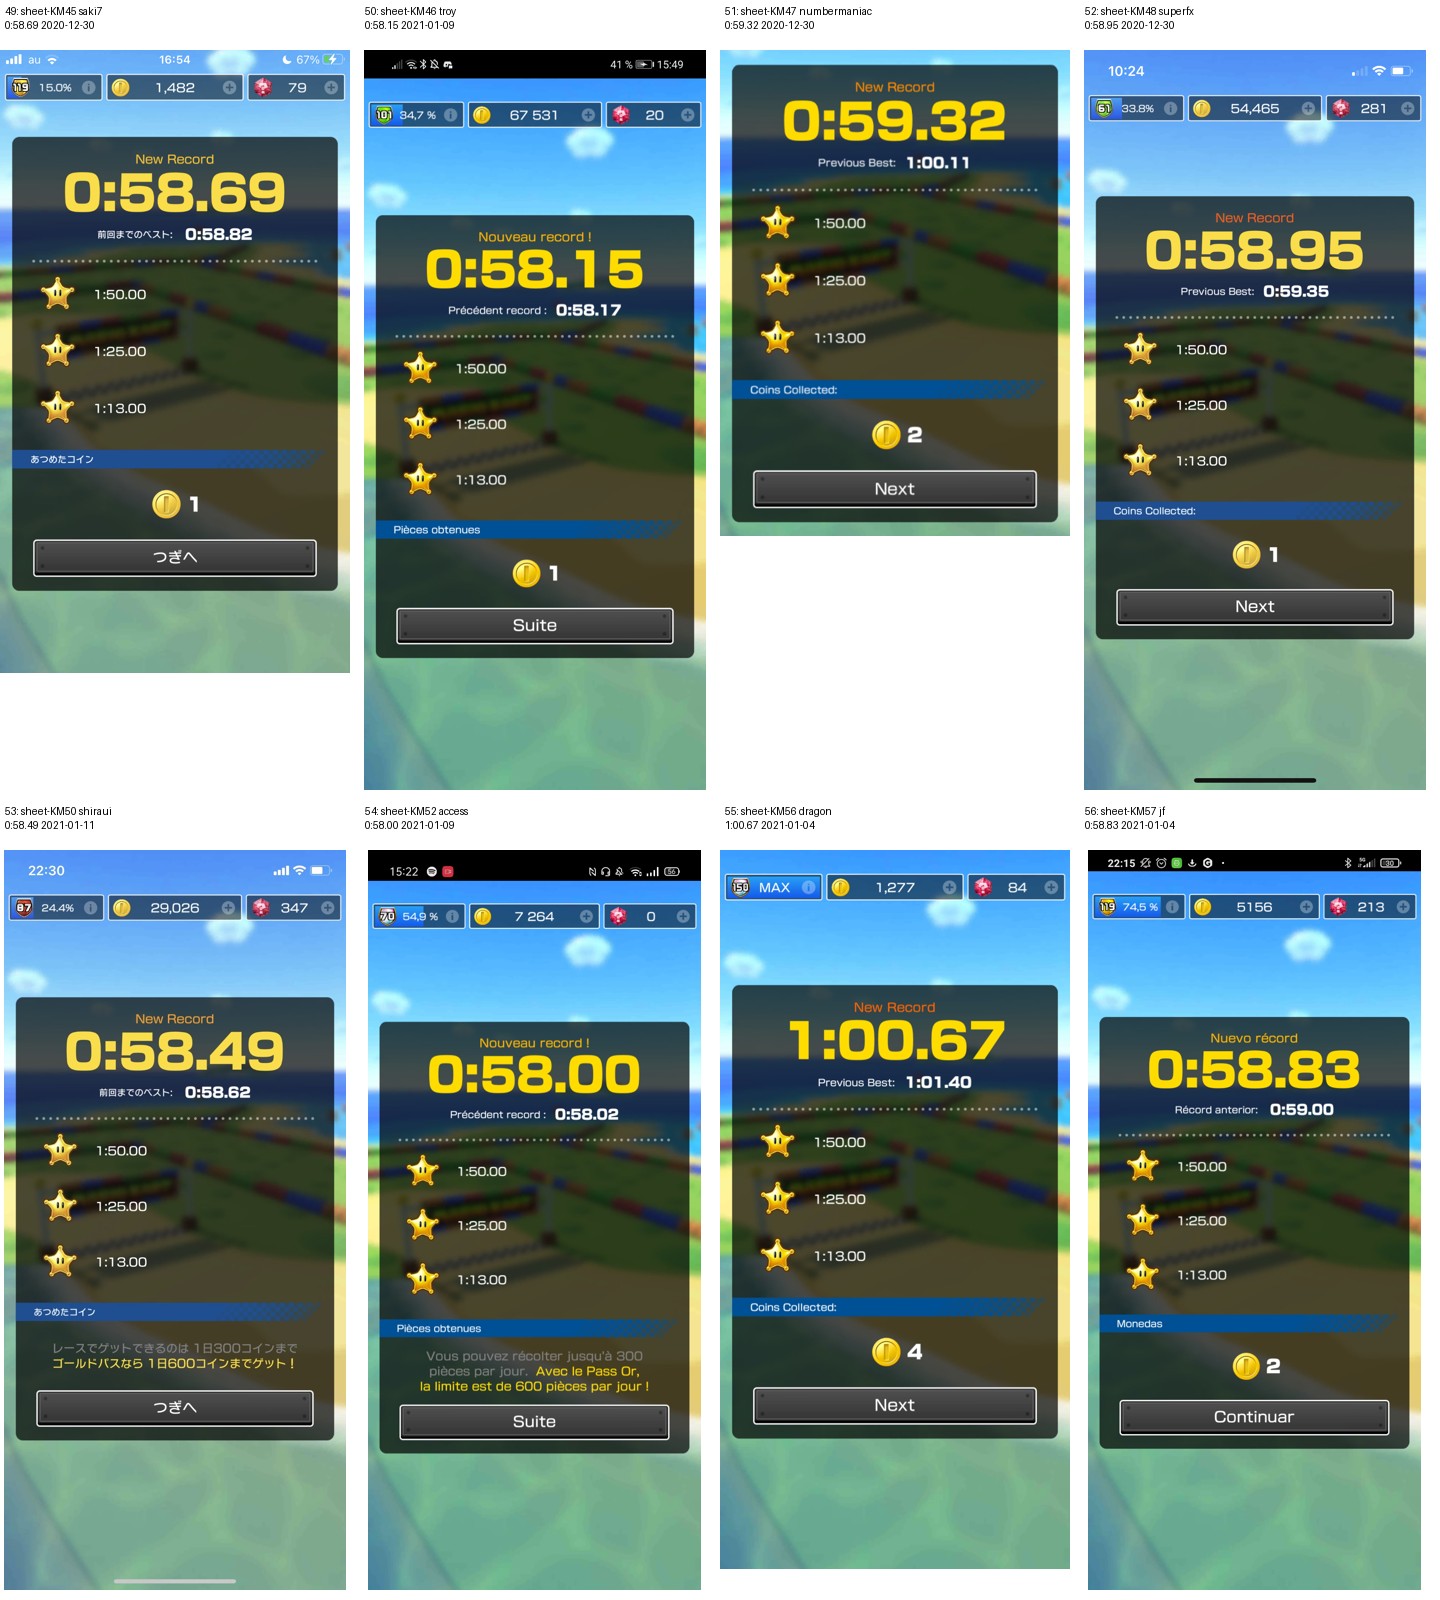 49: sheet-KM45 saki7
0:58.69 2020-12-30
au 16:54 67%
119 15.0% 1,482 79
New Record
0:58.69
前回までのベスト: 0:58.82
1:50.00
1:25.00
1:13.00
あつめたコイン
1
つぎへ
50: sheet-KM46 troy
0:58.15 2021-01-09
41 % 15:49
101 34,7 % 67 531 20
Nouveau record !
0:58.15
Précédent record : 0:58.17
1:50.00
1:25.00
1:13.00
Pièces obtenues
1
Suite
51: sheet-KM47 numbermaniac
0:59.32 2020-12-30
New Record
0:59.32
Previous Best: 1:00.11
1:50.00
1:25.00
1:13.00
Coins Collected:
2
Next
52: sheet-KM48 superfx
0:58.95 2020-12-30
10:24
61 33.8% 54,465 281
New Record
0:58.95
Previous Best: 0:59.35
1:50.00
1:25.00
1:13.00
Coins Collected:
1
Next
53: sheet-KM50 shiraui
0:58.49 2021-01-11
22:30
87 24.4% 29,026 347
New Record
0:58.49
前回までのベスト: 0:58.62
1:50.00
1:25.00
1:13.00
あつめたコイン
レースでゲットできるのは 1日300コインまで
ゴールドパスなら 1日600コインまでゲット！
つぎへ
54: sheet-KM52 access
0:58.00 2021-01-09
15:22 56
70 54,9 % 7 264 0
Nouveau record !
0:58.00
Précédent record : 0:58.02
1:50.00
1:25.00
1:13.00
Pièces obtenues
Vous pouvez récolter jusqu'à 300
pièces par jour. Avec le Pass Or,
la limite est de 600 pièces par jour !
Suite
55: sheet-KM56 dragon
1:00.67 2021-01-04
150 MAX 1,277 84
New Record
1:00.67
Previous Best: 1:01.40
1:50.00
1:25.00
1:13.00
Coins Collected:
4
Next
56: sheet-KM57 jf
0:58.83 2021-01-04
22:15 30
119 74,5 % 5156 213
Nuevo récord
0:58.83
Récord anterior: 0:59.00
1:50.00
1:25.00
1:13.00
Monedas
2
Continuar